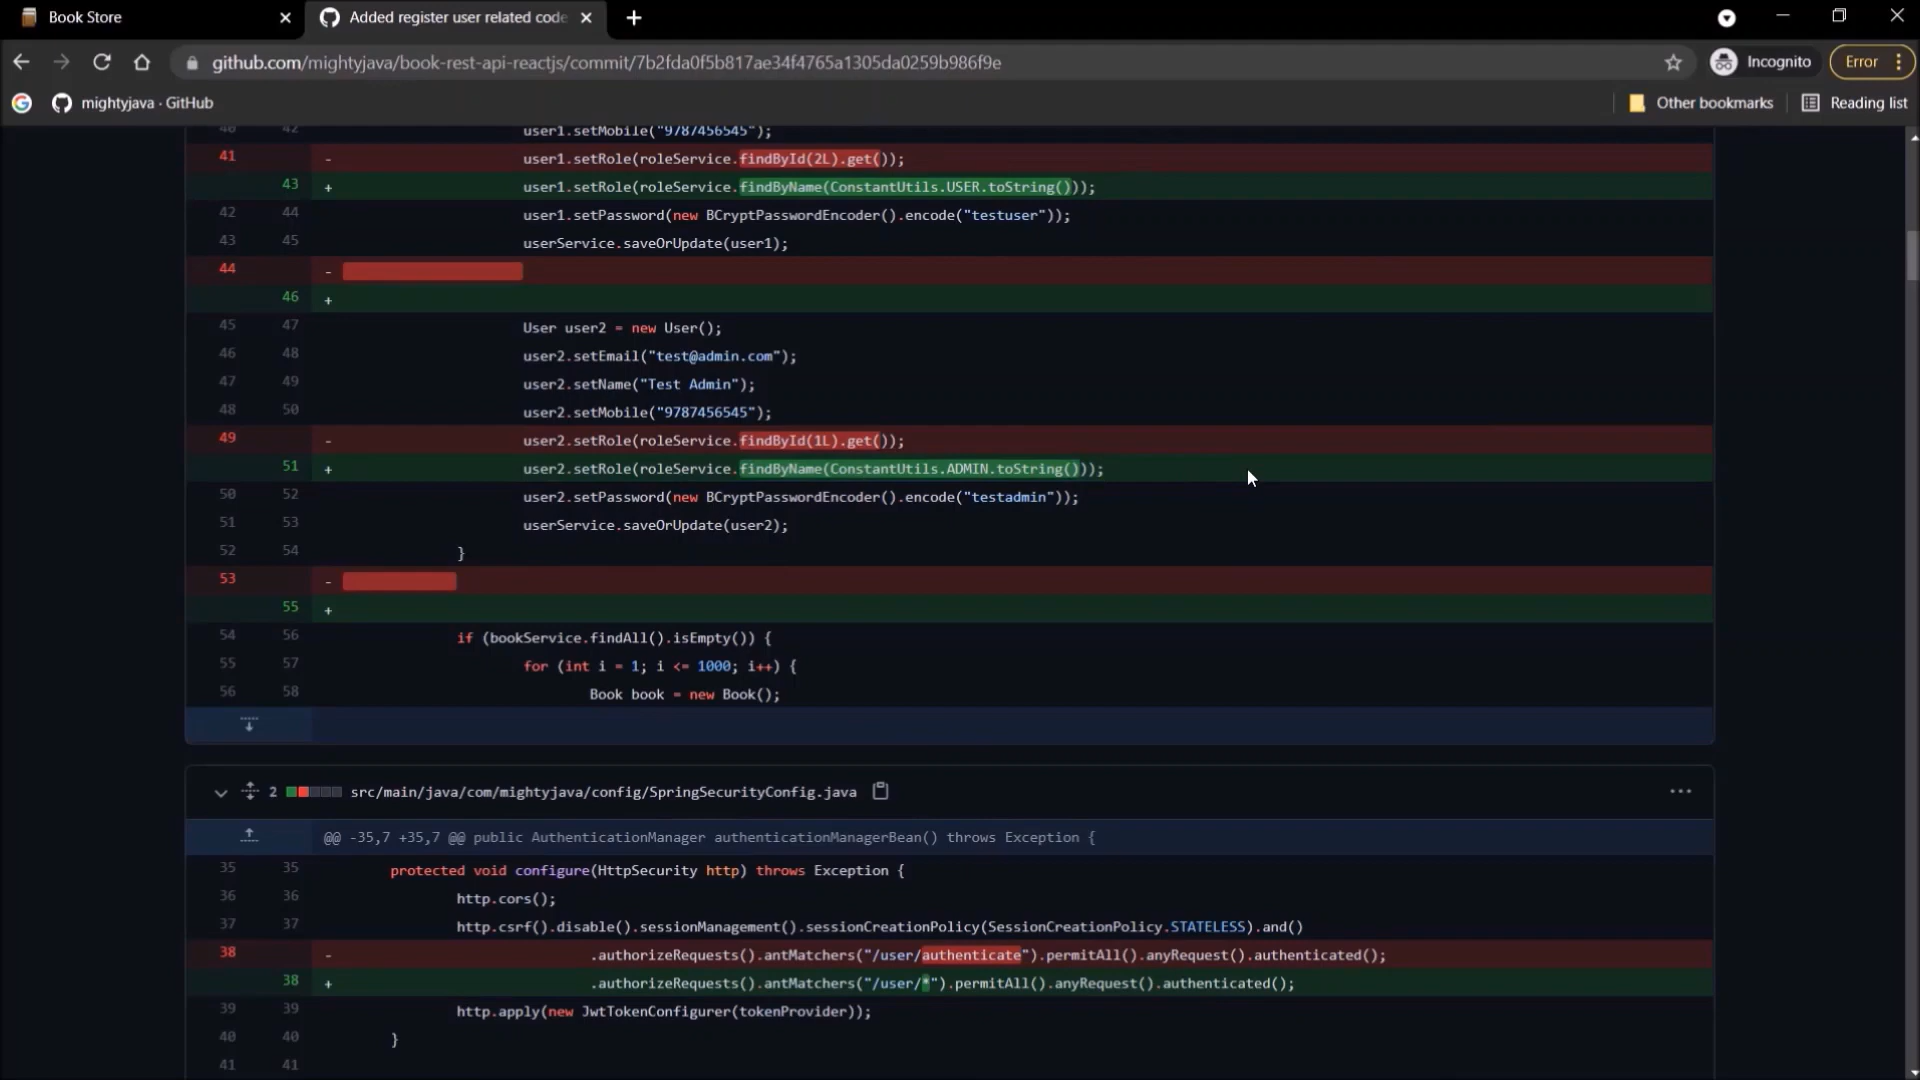 Book Store
Added register user related code
github.com/mightyjava/book-rest-api-reactjs/commit/7b2fda0f5b817ae34f4765a1305da0259b986f9e
Incognito
Error
mightyjava · GitHub
Other bookmarks
Reading list
40 42 user1.setMobile("9787456545");
41 - user1.setRole(roleService.findById(2L).get());
43 + user1.setRole(roleService.findByName(ConstantUtils.USER.toString()));
42 44 user1.setPassword(new BCryptPasswordEncoder().encode("testuser"));
43 45 userService.saveOrUpdate(user1);
44 -
46 +
45 47 User user2 = new User();
46 48 user2.setEmail("test@admin.com");
47 49 user2.setName("Test Admin");
48 50 user2.setMobile("9787456545");
49 - user2.setRole(roleService.findById(1L).get());
51 + user2.setRole(roleService.findByName(ConstantUtils.ADMIN.toString()));
50 52 user2.setPassword(new BCryptPasswordEncoder().encode("testadmin"));
51 53 userService.saveOrUpdate(user2);
52 54 }
53 -
55 +
54 56 if (bookService.findAll().isEmpty()) {
55 57 for (int i = 1; i <= 1000; i++) {
56 58 Book book = new Book();
2 src/main/java/com/mightyjava/config/SpringSecurityConfig.java
@@ -35,7 +35,7 @@ public AuthenticationManager authenticationManagerBean() throws Exception {
35 35 protected void configure(HttpSecurity http) throws Exception {
36 36 http.cors();
37 37 http.csrf().disable().sessionManagement().sessionCreationPolicy(SessionCreationPolicy.STATELESS).and()
38 - .authorizeRequests().antMatchers("/user/authenticate").permitAll().anyRequest().authenticated();
38 + .authorizeRequests().antMatchers("/user/*").permitAll().anyRequest().authenticated();
39 39 http.apply(new JwtTokenConfigurer(tokenProvider));
40 40 }
41 41